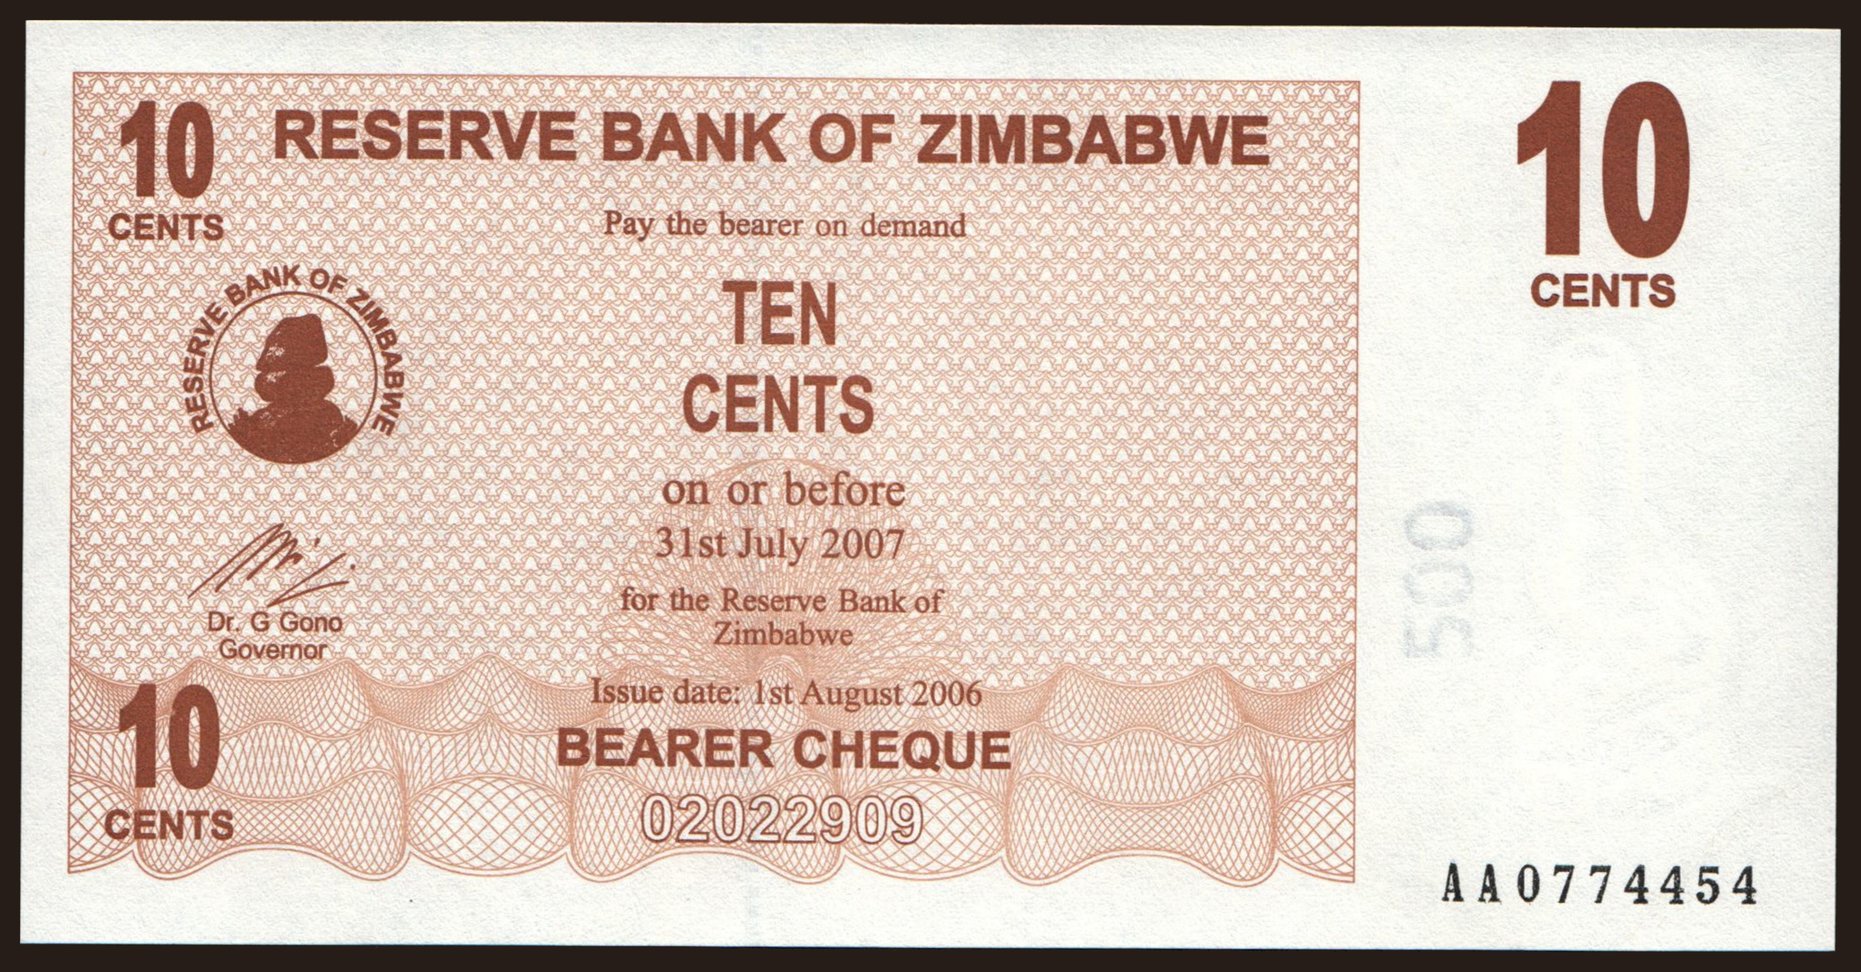 10
CENTS
RESERVE BANK OF ZIMBABWE
10
CENTS
Pay the bearer on demand
RESERVE BANK OF ZIMBABWE
TEN
CENTS
on or before
31st July 2007
for the Reserve Bank of
Zimbabwe
Dr. G Gono
Governor
500
Issue date: 1st August 2006
BEARER CHEQUE
02022909
10
CENTS
AA0774454